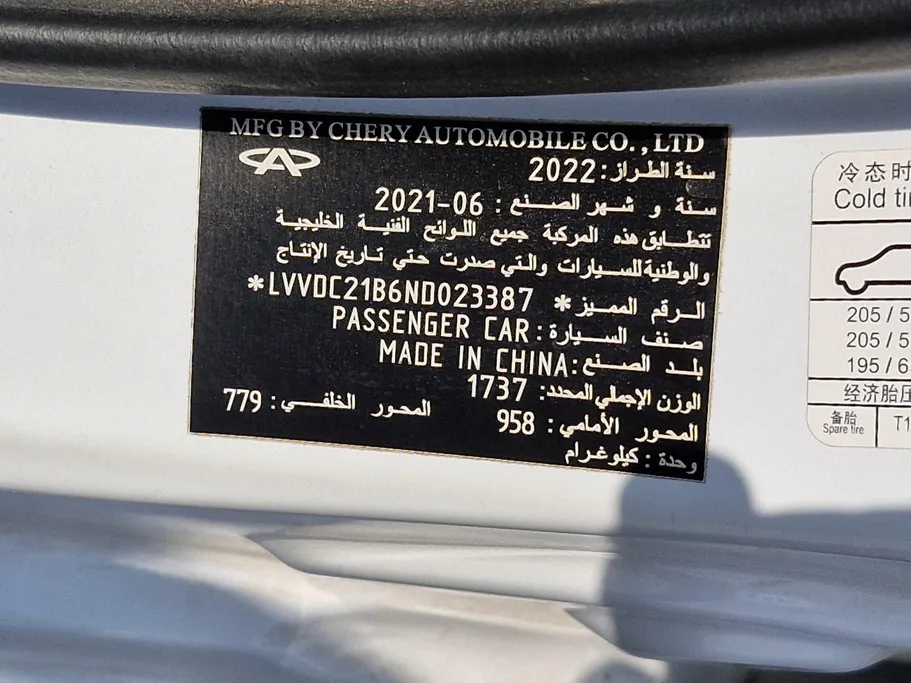 MFG BY CHERY AUTOMOBILE CO. , LTD
سنة الطراز: 2022
سنة و شهر الصنع : 2021-06
تتطابق هذه المركبة جميع اللوائح الفنية الخليجية
والوطنية للسيارات والتي صدرت حتي تاريخ الإنتاج
الرقم المميز *LVVDC21B6ND023387*
صنف السيارة : PASSENGER CAR
بلد الصنع : MADE IN CHINA
الوزن الإجمالي المحدد: 1737
المحور الأمامي: 958 المحور الخلفي: 779
وحدة : كيلوغرام
冷态时
Cold
205 / 5
205 / 5
195 / 6
经济胎压
备胎
Spare tire
T1